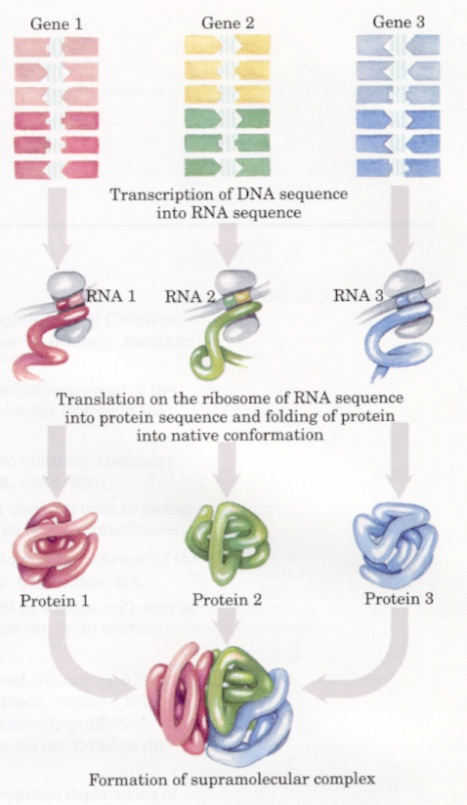 Gene 1
Gene 2
Gene 3
Transcription of DNA sequence
into RNA sequence
RNA 1
RNA 2
RNA 3
Translation on the ribosome of RNA sequence
into protein sequence and folding of protein
into native conformation
Protein 1
Protein 2
Protein 3
Formation of supramolecular complex